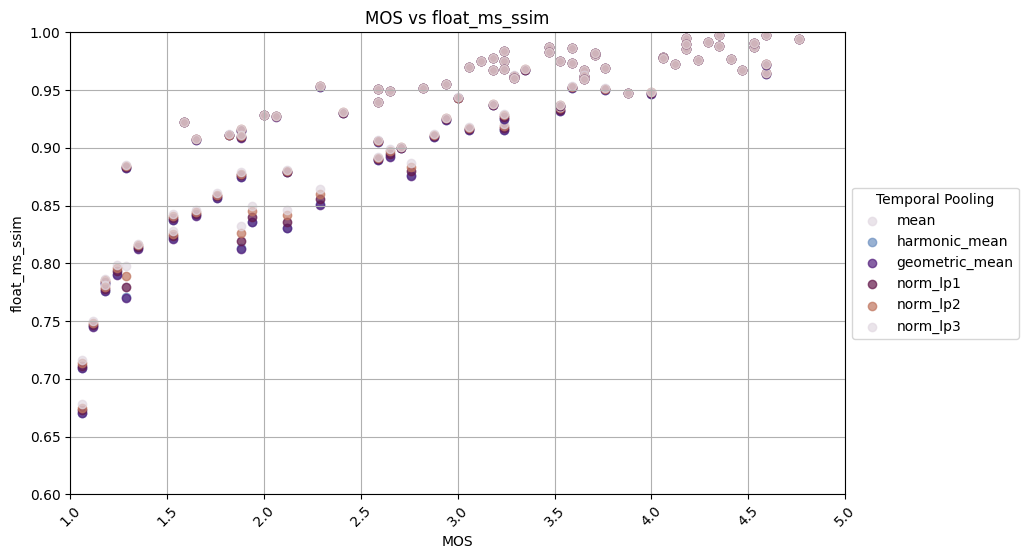 MOS vs float_ms_ssim
float_ms_ssim
1.00
0.95
0.90
0.85
0.80
0.75
0.70
0.65
0.60
1.0
1.5
2.0
2.5
3.0
3.5
4.0
4.5
5.0
MOS
Temporal Pooling
mean
harmonic_mean
geometric_mean
norm_lp1
norm_lp2
norm_lp3